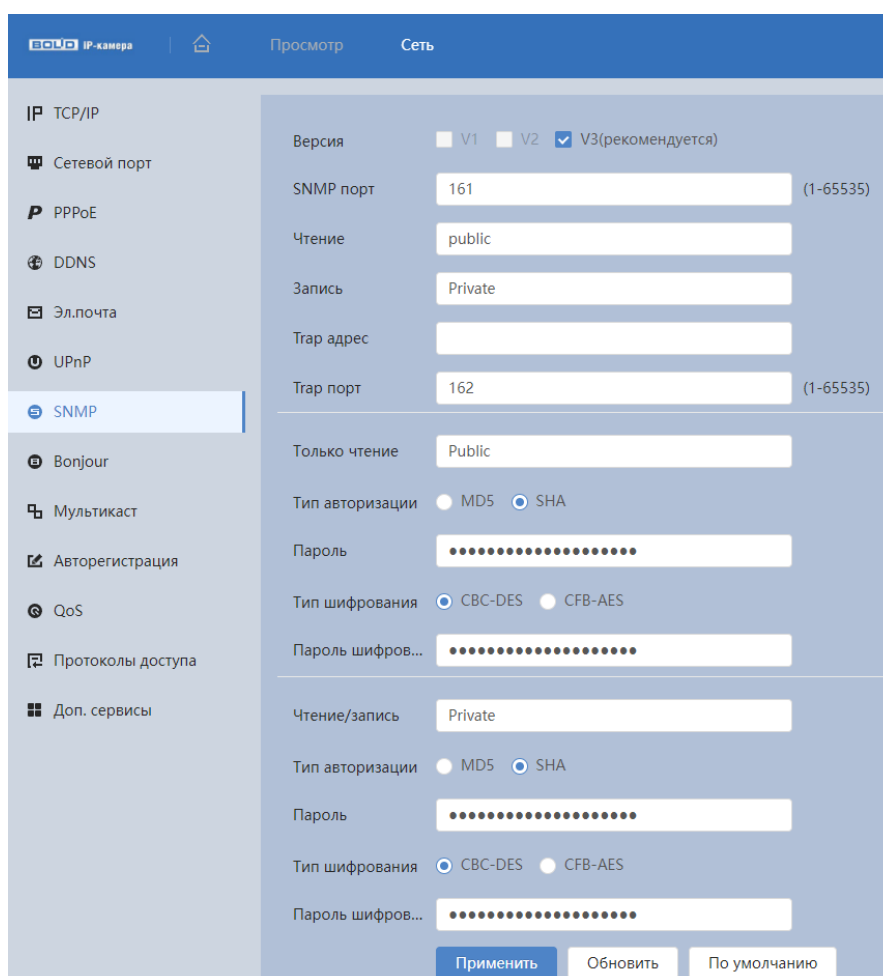 BOLID IP-камера
Просмотр
Сеть
TCP/IP
Сетевой порт
PPPoE
DDNS
Эл.почта
UPnP
SNMP
Bonjour
Мультикаст
Авторегистрация
QoS
Протоколы доступа
Доп. сервисы
Версия V1 V2 V3(рекомендуется)
SNMP порт 161 (1-65535)
Чтение public
Запись Private
Trap адрес
Trap порт 162 (1-65535)
Только чтение Public
Тип авторизации MD5 SHA
Пароль ●●●●●●●●●●●●●●●●●●●●
Тип шифрования CBC-DES CFB-AES
Пароль шифров... ●●●●●●●●●●●●●●●●●●●●
Чтение/запись Private
Тип авторизации MD5 SHA
Пароль ●●●●●●●●●●●●●●●●●●●●
Тип шифрования CBC-DES CFB-AES
Пароль шифров... ●●●●●●●●●●●●●●●●●●●●
Применить Обновить По умолчанию